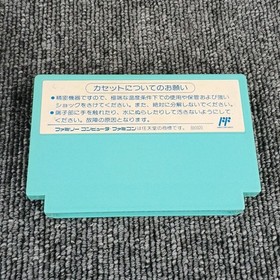 カセットについてのお願い
●精密機器ですので、極端な温度条件下での使用や保管および強い
ショックをさけてください。また、絶対に分解しないでください。
●端子部に手を触れたり、水にぬらしたりして汚さないようにして
ください。故障の原因となります。
FF
ファミリーコンピュータ・ファミコンは任天堂の商標です。